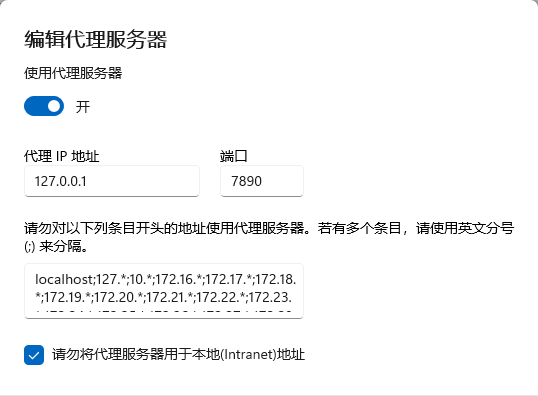 编辑代理服务器
使用代理服务器
开
代理 IP 地址
端口
127.0.0.1
7890
请勿对以下列条目开头的地址使用代理服务器。若有多个条目，请使用英文分号
(;) 来分隔。
localhost;127.*;10.*;172.16.*;172.17.*;172.18.
*;172.19.*;172.20.*;172.21.*;172.22.*;172.23.
请勿将代理服务器用于本地(Intranet)地址